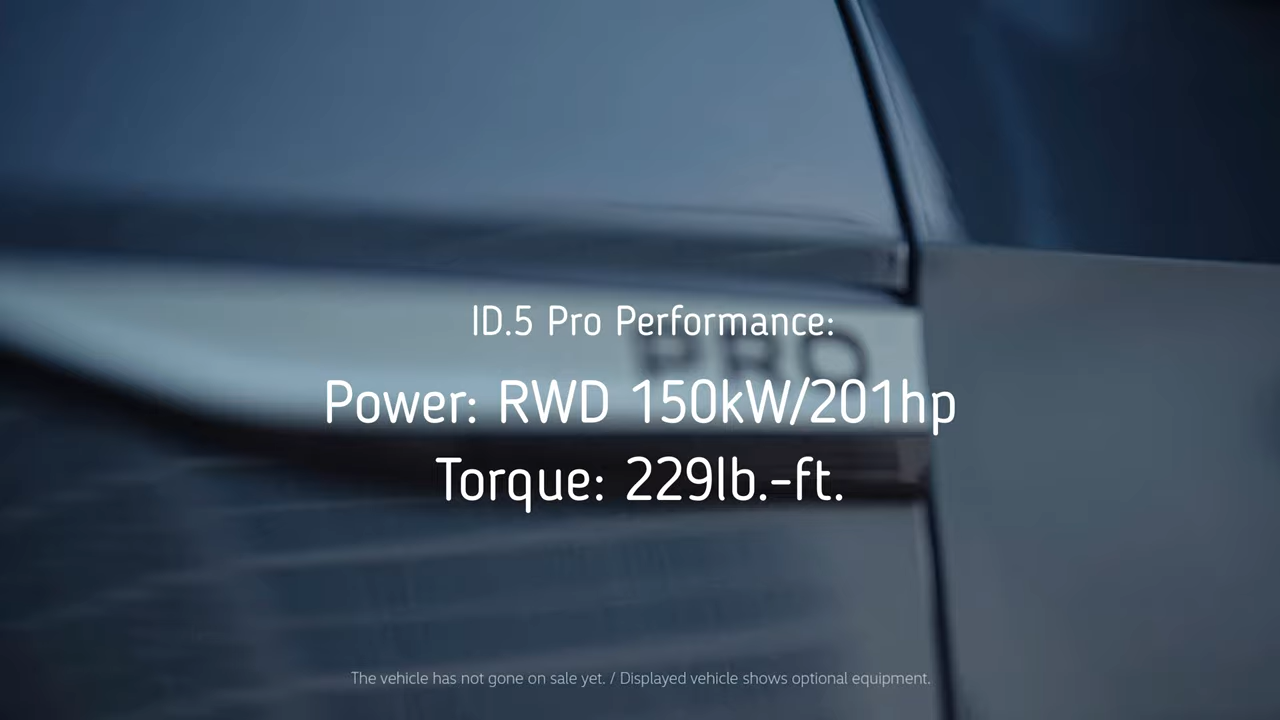 ID.5 Pro Performance:
PRO
Power: RWD 150kW/201hp
Torque: 229lb.-ft.
The vehicle has not gone on sale yet. / Displayed vehicle shows optional equipment.